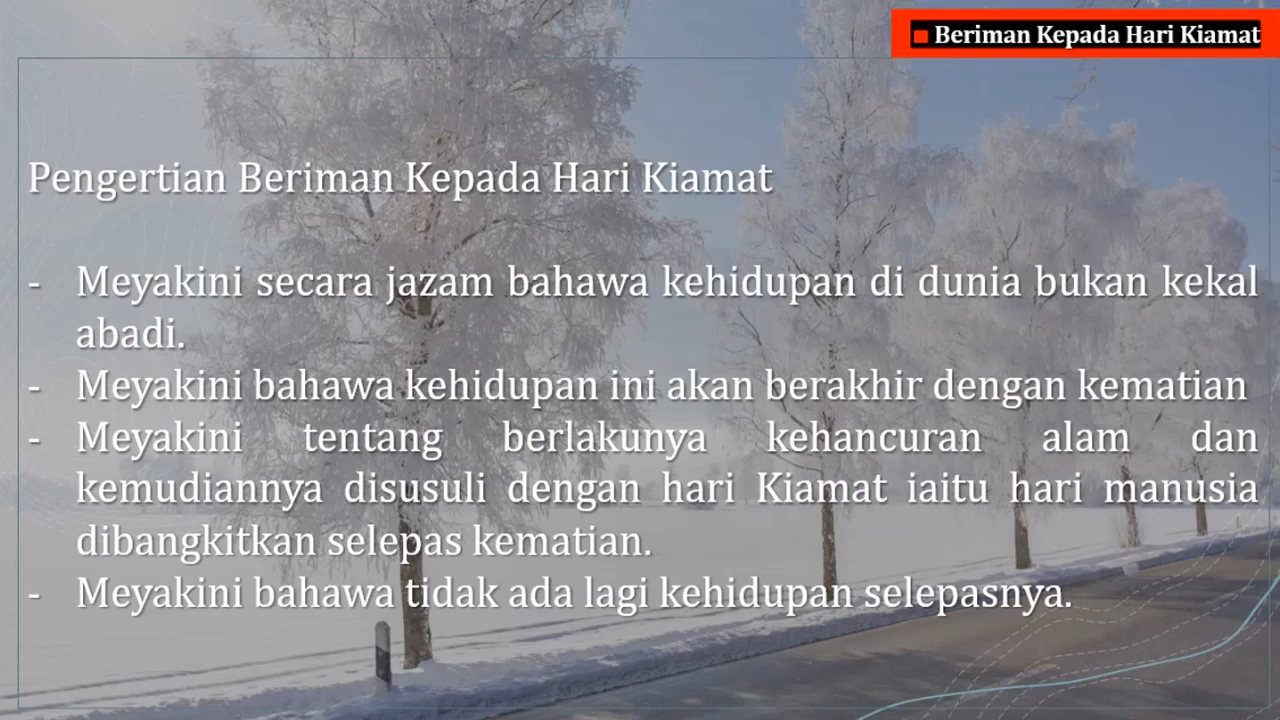 Beriman Kepada Hari Kiamat
Pengertian Beriman Kepada Hari Kiamat
- Meyakini secara jazam bahawa kehidupan di dunia bukan kekal
abadi.
- Meyakini bahawa kehidupan ini akan berakhir dengan kematian
- Meyakini tentang berlakunya kehancuran alam dan
kemudiannya disusuli dengan hari Kiamat iaitu hari manusia
dibangkitkan selepas kematian.
- Meyakini bahawa tidak ada lagi kehidupan selepasnya.